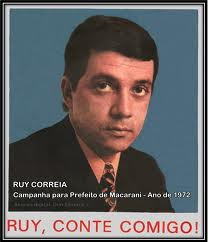 RUY CORREIA
Campanha para Prefeito de Macarani - Ano de 1972
RUY, CONTE COMIGO!